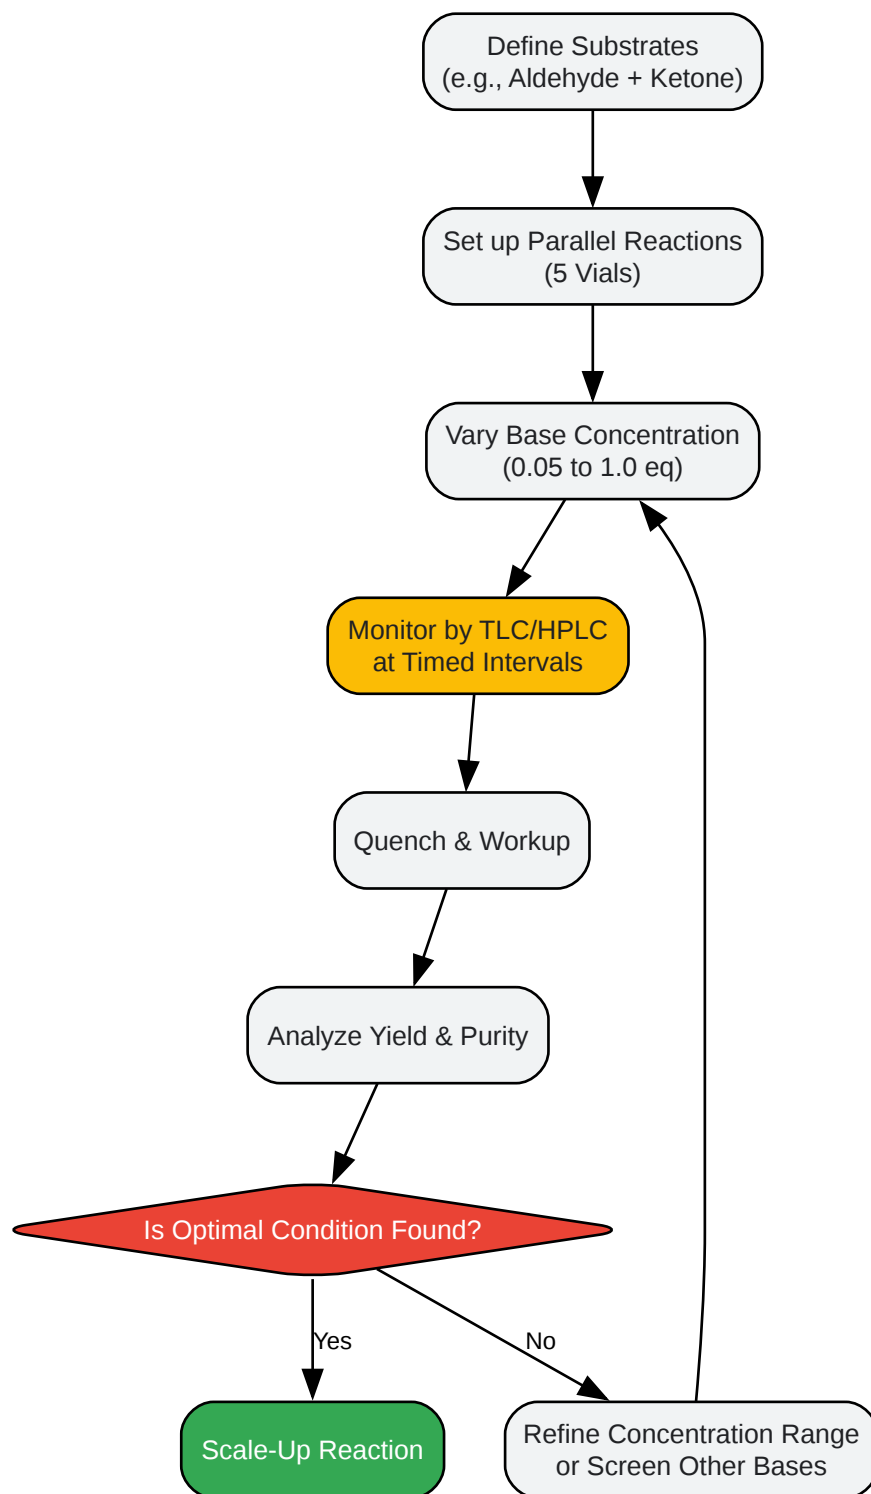 Define Substrates
(e.g., Aldehyde + Ketone)
Set up Parallel Reactions
(5 Vials)
Vary Base Concentration
(0.05 to 1.0 eq)
Monitor by TLC/HPLC
at Timed Intervals
Quench & Workup
Analyze Yield & Purity
Is Optimal Condition Found?
Yes
No
Scale-Up Reaction
Refine Concentration Range
or Screen Other Bases